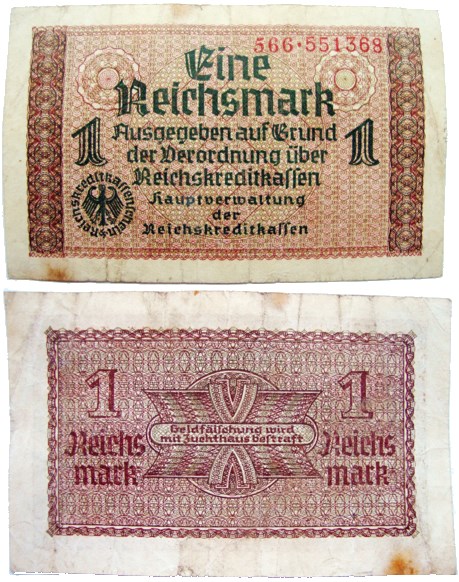 566·551368
Eine
Reichsmark
1 Ausgegeben auf Grund 1
der Verordnung über
Reichskreditkassen
Hauptverwaltung
der
Reichskreditkassen
1 Geldfälschung wird 1
mit Zuchthaus bestraft
Reichs Reichs
mark mark